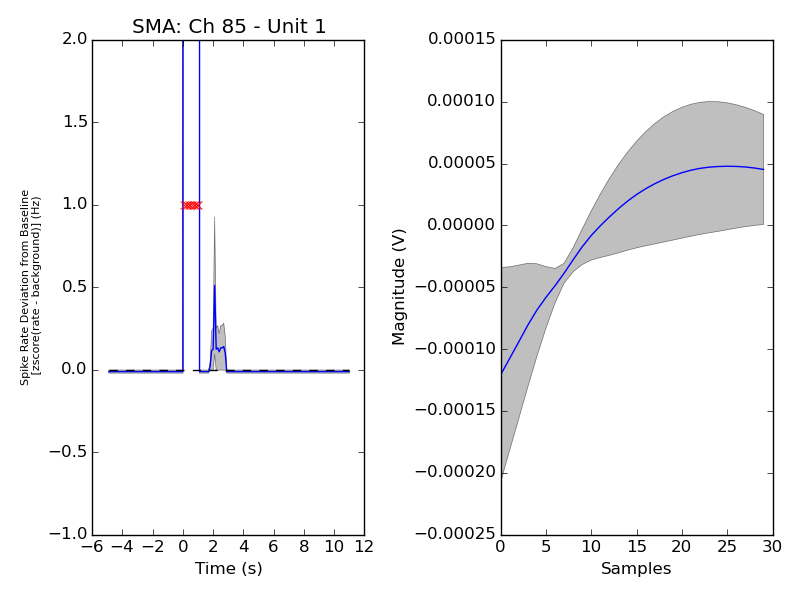 SMA: Ch 85 - Unit 1
2.0
1.5
1.0
0.5
0.0
−0.5
−1.0
−6 −4 −2 0 2 4 6 8 10 12
Time (s)
Spike Rate Deviation from Baseline
[zscore(rate - background)] (Hz)
0.00015
0.00010
0.00005
0.00000
−0.00005
−0.00010
−0.00015
−0.00020
−0.00025
0 5 10 15 20 25 30
Samples
Magnitude (V)